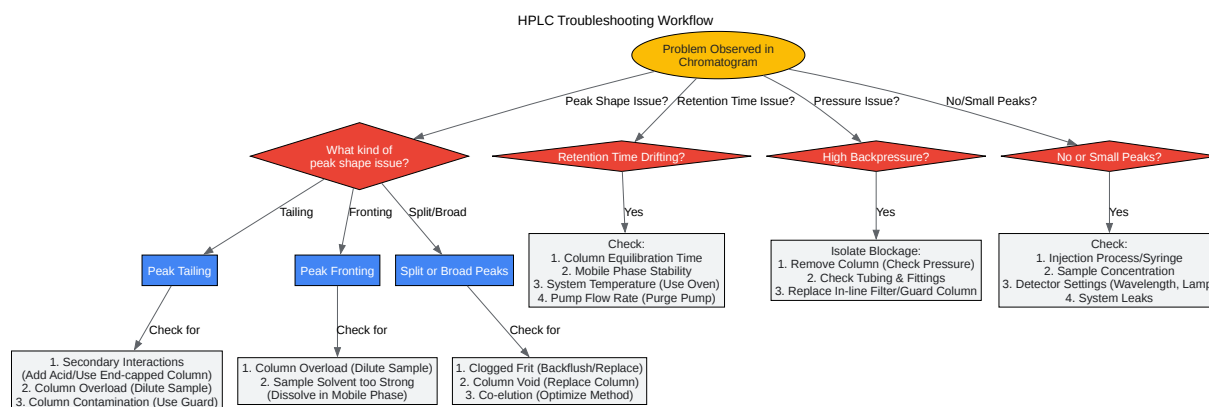 HPLC Troubleshooting Workflow
Problem Observed in
Chromatogram
Peak Shape Issue?
Retention Time Issue?
Pressure Issue?
No/Small Peaks?
What kind of
peak shape issue?
Retention Time Drifting?
High Backpressure?
No or Small Peaks?
Tailing
Fronting
Split/Broad
Yes
Yes
Yes
Peak Tailing
Peak Fronting
Split or Broad Peaks
Check:
1. Column Equilibration Time
2. Mobile Phase Stability
3. System Temperature (Use Oven)
4. Pump Flow Rate (Purge Pump)
Isolate Blockage:
1. Remove Column (Check Pressure)
2. Check Tubing & Fittings
3. Replace In-line Filter/Guard Column
Check:
1. Injection Process/Syringe
2. Sample Concentration
3. Detector Settings (Wavelength, Lamp
4. System Leaks
Check for
Check for
Check for
1. Secondary Interactions
(Add Acid/Use End-capped Column)
2. Column Overload (Dilute Sample)
3. Column Contamination (Use Guard)
1. Column Overload (Dilute Sample)
2. Sample Solvent too Strong
(Dissolve in Mobile Phase)
1. Clogged Frit (Backflush/Replace)
2. Column Void (Replace Column)
3. Co-elution (Optimize Method)